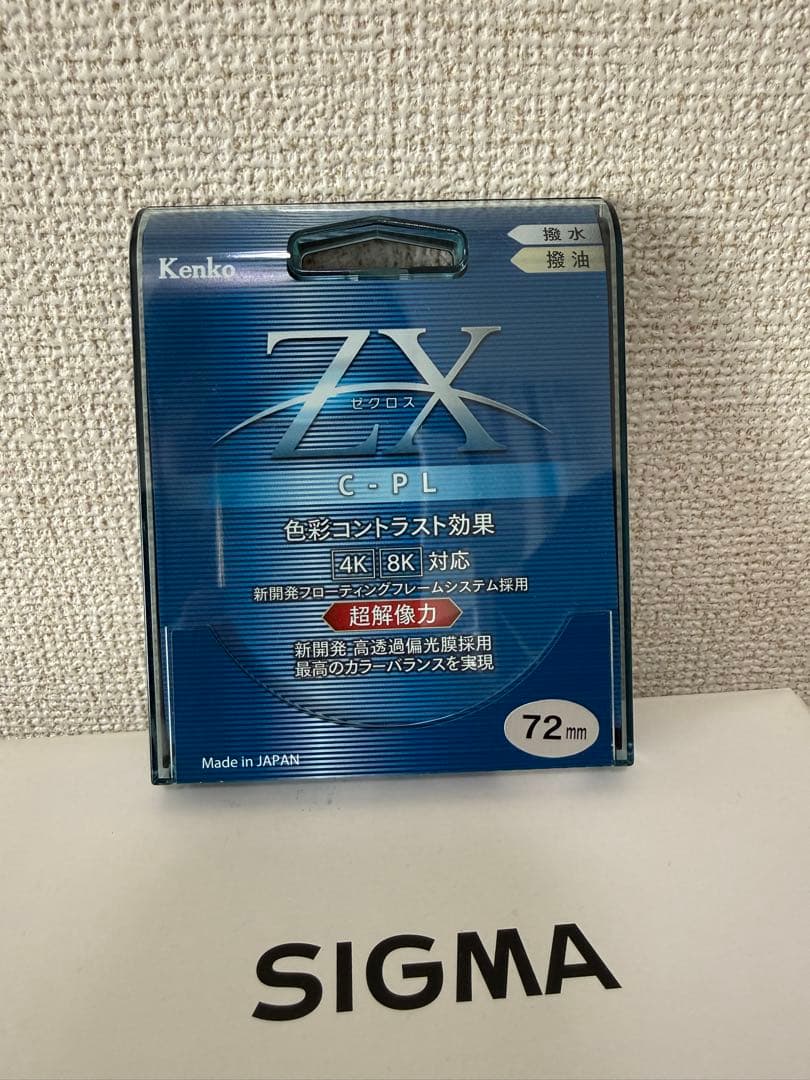 撥水
撥油
Kenko
ZX
ゼクロス
C-PL
色彩コントラスト効果
4K 8K 対応
新開発フローティングフレームシステム採用
超解像力
新開発・高透過偏光膜採用
最高のカラーバランスを実現
72mm
Made in JAPAN
SIGMA